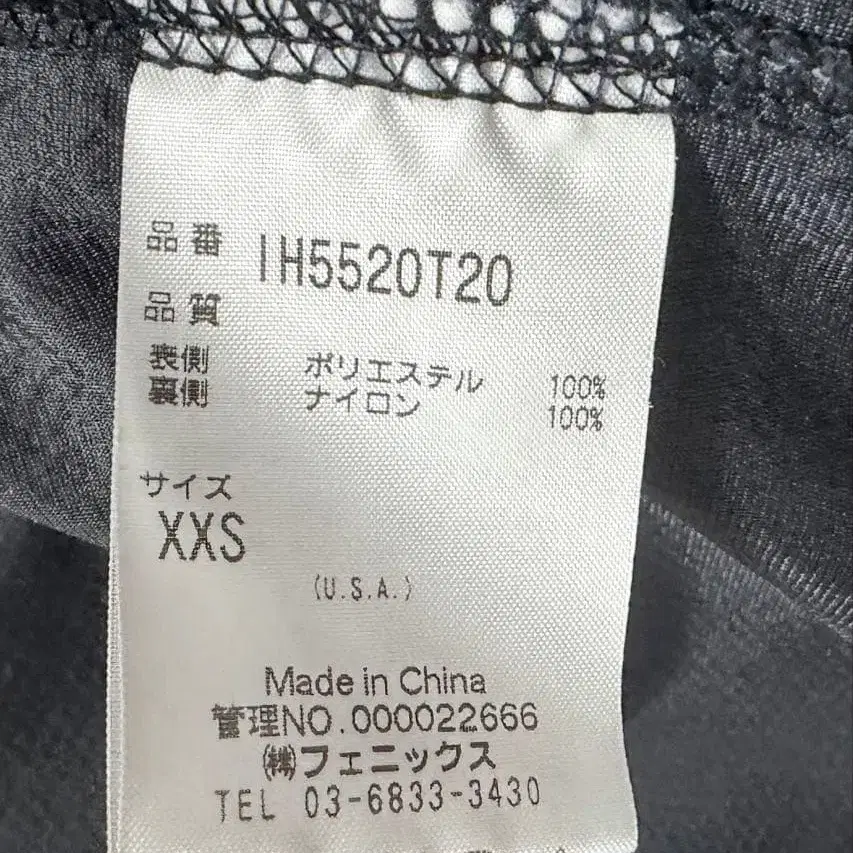 品番 IH5520T20
品質
表側 ポリエステル 100%
裏側 ナイロン 100%
サイズ
XXS
(U.S.A.)
Made in China
管理NO.000022666
㈱フェニックス
TEL 03-6833-3430